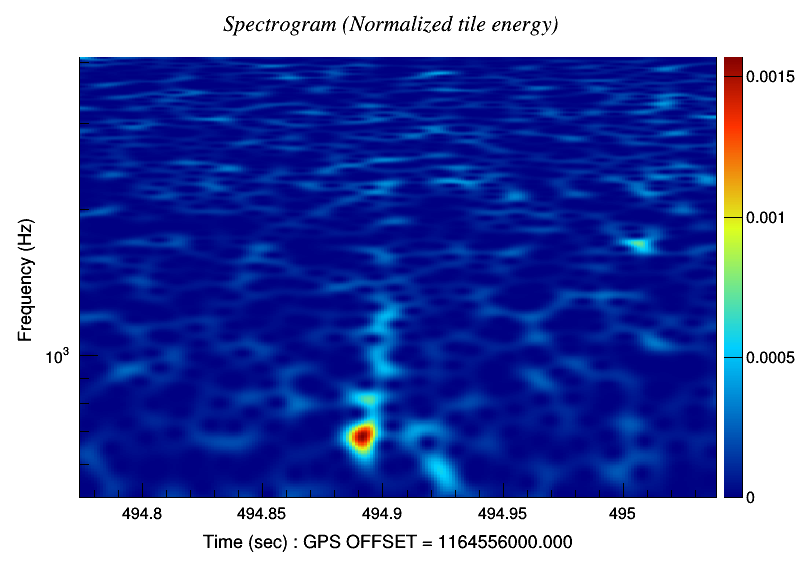 Spectrogram (Normalized tile energy)
0.0015
0.001
0.0005
0
Frequency (Hz)
10³
494.8 494.85 494.9 494.95 495
Time (sec) : GPS OFFSET = 1164556000.000